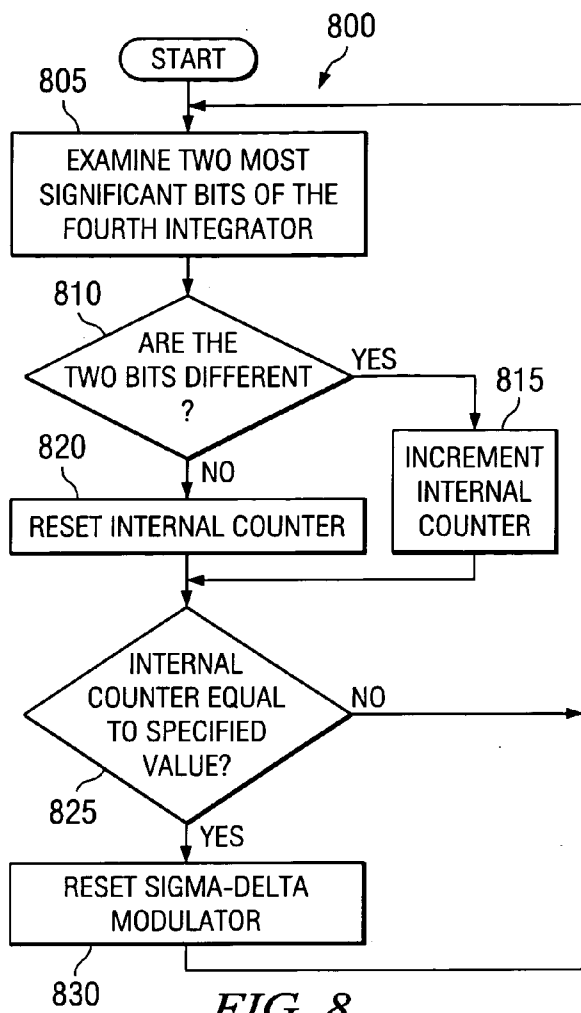 START
800
805
EXAMINE TWO MOST
SIGNIFICANT BITS OF THE
FOURTH INTEGRATOR
810
ARE THE
TWO BITS DIFFERENT
?
YES
815
INCREMENT
INTERNAL
COUNTER
820
NO
RESET INTERNAL COUNTER
INTERNAL
COUNTER EQUAL
TO SPECIFIED
VALUE?
NO
825
YES
RESET SIGMA-DELTA
MODULATOR
830
FIG. 8